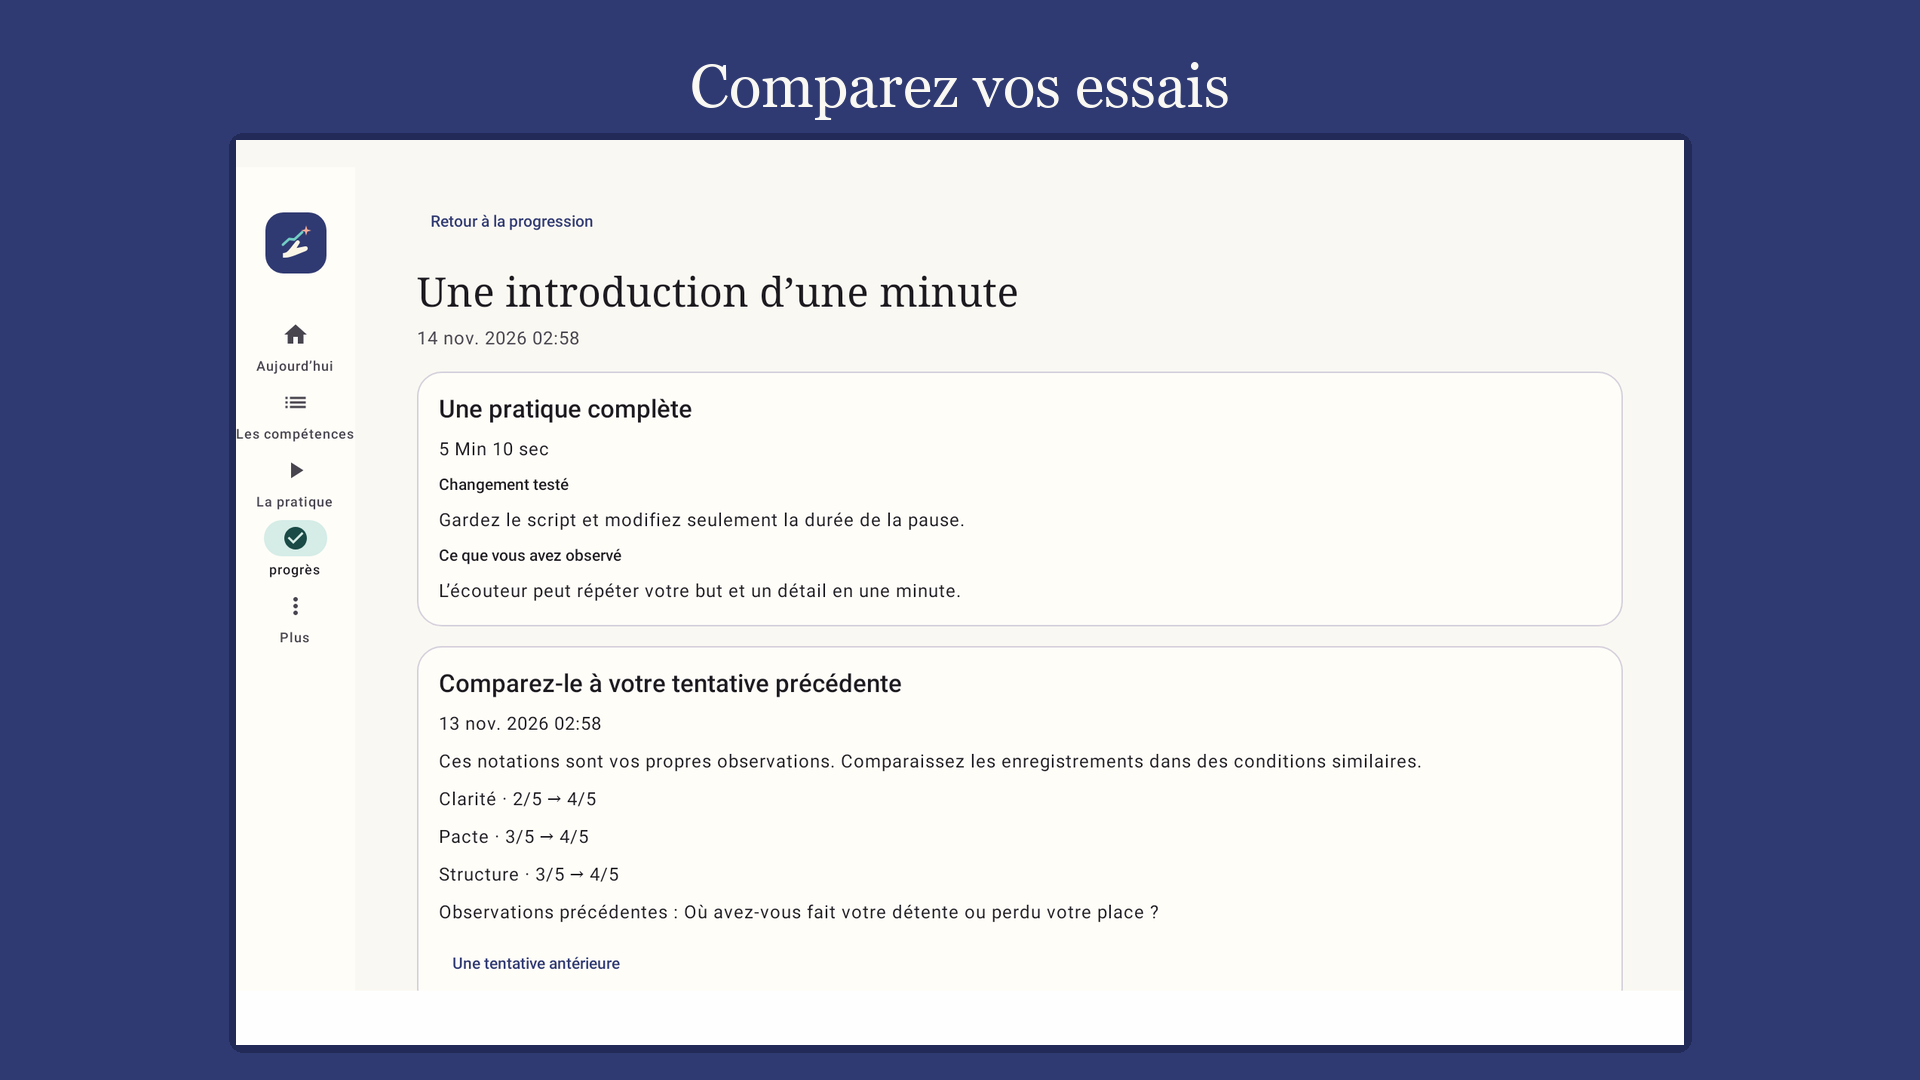 Comparez vos essais
Retour à la progression
Une introduction d’une minute
14 nov. 2026 02:58
Aujourd’hui
Les compétences
La pratique
progrès
Plus
Une pratique complète
5 Min 10 sec
Changement testé
Gardez le script et modifiez seulement la durée de la pause.
Ce que vous avez observé
L’écouteur peut répéter votre but et un détail en une minute.
Comparez-le à votre tentative précédente
13 nov. 2026 02:58
Ces notations sont vos propres observations. Comparaissez les enregistrements dans des conditions similaires.
Clarité · 2/5 → 4/5
Pacte · 3/5 → 4/5
Structure · 3/5 → 4/5
Observations précédentes : Où avez-vous fait votre détente ou perdu votre place ?
Une tentative antérieure